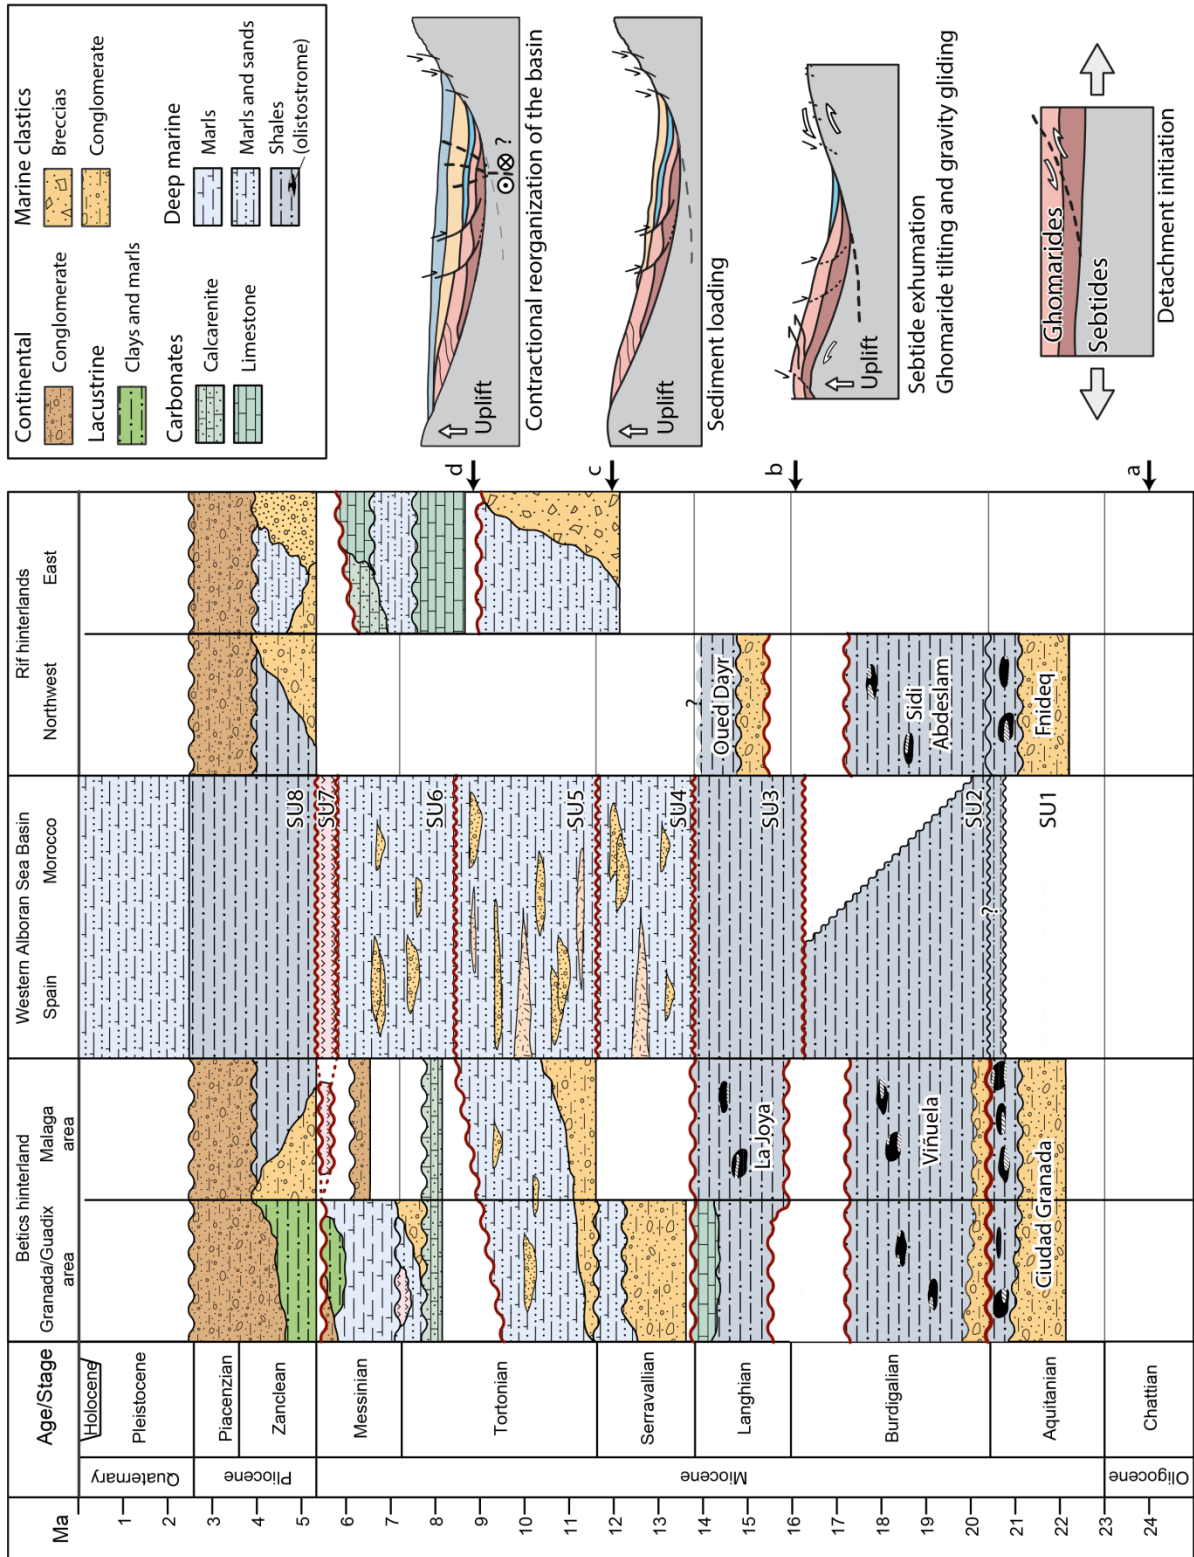 Ma
Age/Stage
Betics hinterland
Granada/Guadix
area
Malaga
area
Western Alboran Sea Basin
Spain
Morocco
Rif hinterlands
Northwest
East
1
2
3
4
5
6
7
8
9
10
11
12
13
14
15
16
17
18
19
20
21
22
23
24
Quaternary
Pliocene
Miocene
Oligocene
Holocene
Pleistocene
Piacenzian
Zanclean
Messinian
Tortonian
Serravallian
Langhian
Burdigalian
Aquitanian
Chattian
La Joya
Viñuela
Ciudad Granada
SU8
SU7
SU6
SU5
SU4
SU3
SU2
?
SU1
?
Oued Dayr
Sidi
Abdeslam
Fnideq
d
c
b
a
Continental
Conglomerate
Lacustrine
Clays and marls
Carbonates
Calcarenite
Limestone
Marine clastics
Breccias
Conglomerate
Deep marine
Marls
Marls and sands
Shales
(olistostrome)
Uplift
?
Contractional reorganization of the basin
Uplift
Sediment loading
Uplift
Sebtide exhumation
Ghomaride tilting and gravity gliding
Ghomarides
Sebtides
Detachment initiation